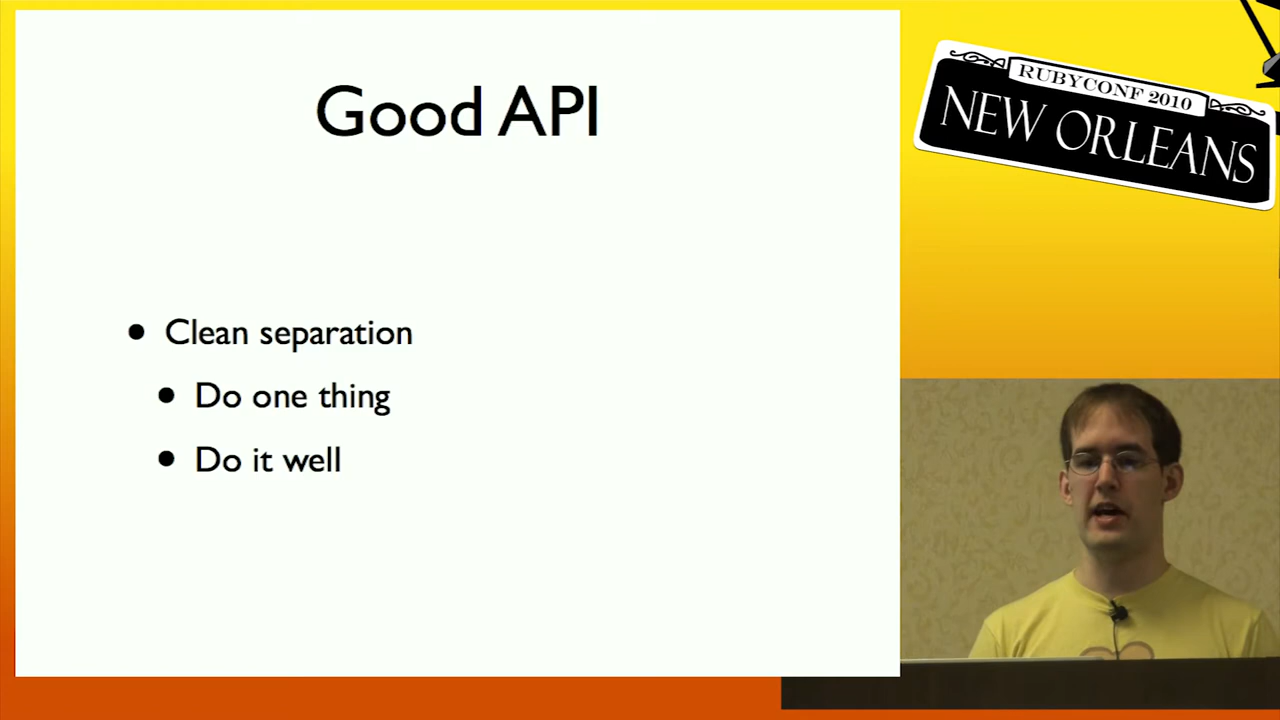 Good API
• Clean separation
• Do one thing
• Do it well
RUBYCONF 2010
NEW ORLEANS